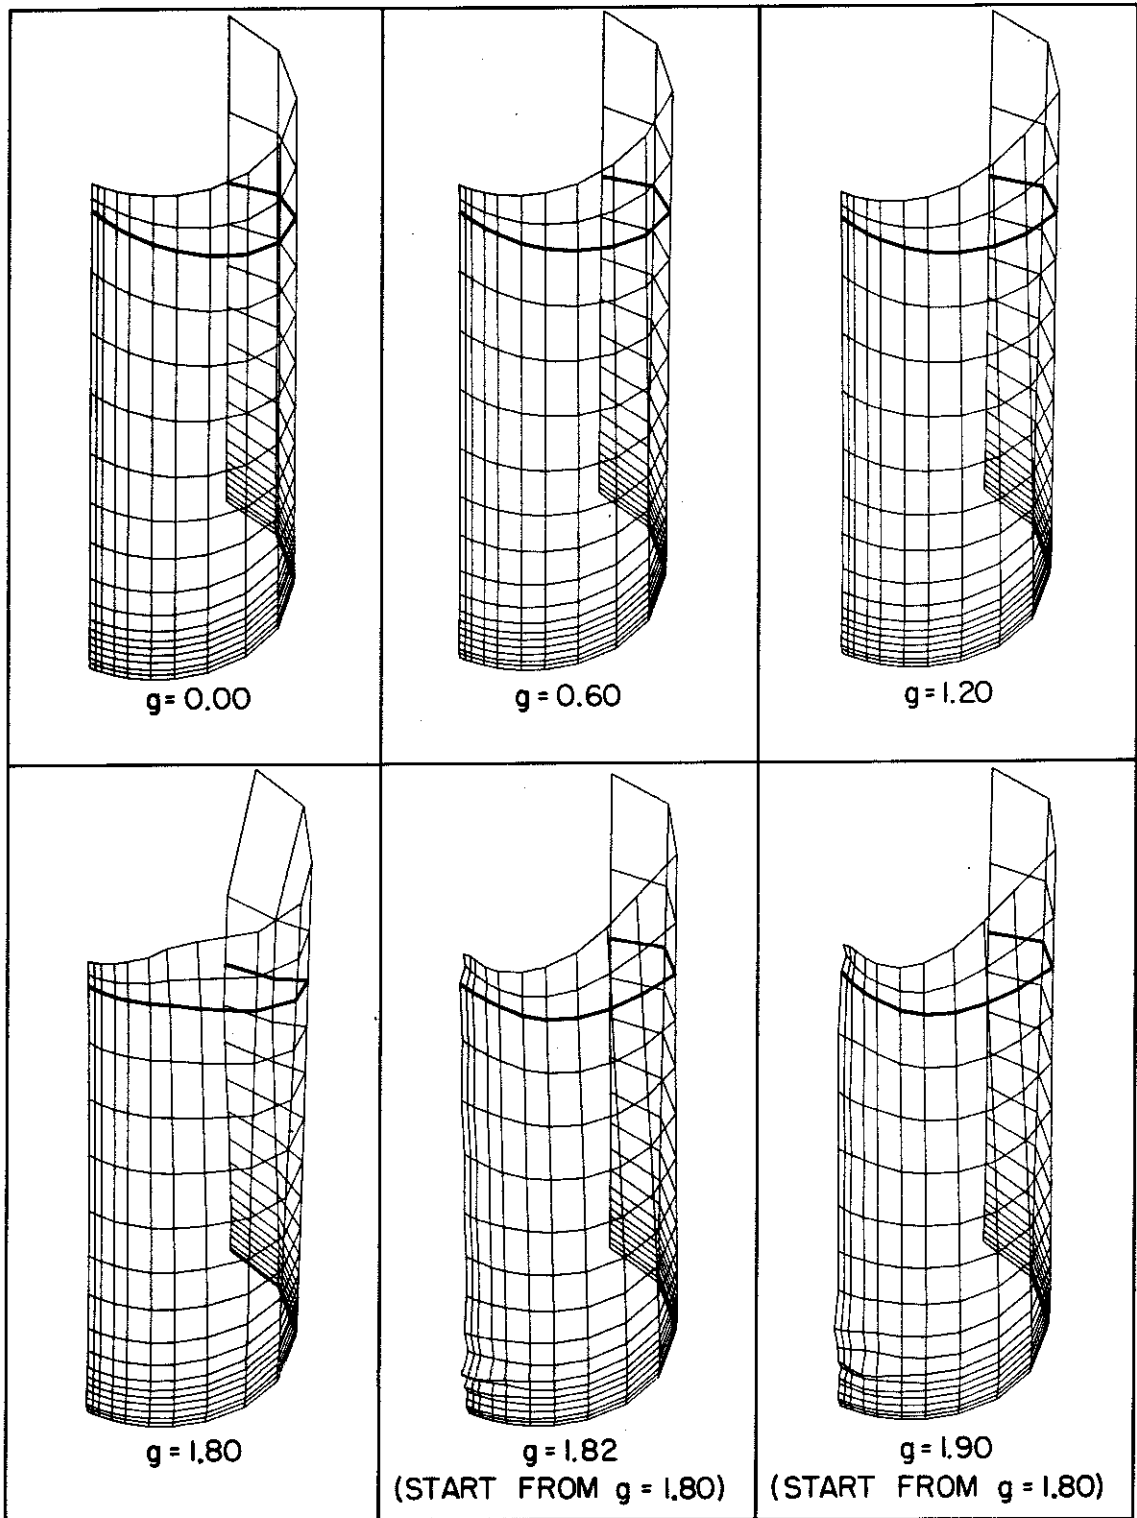 g = 0.00
g = 0.60
g = 1.20
g = 1.80
g = 1.82
(START FROM g = 1.80)
g = 1.90
(START FROM g = 1.80)